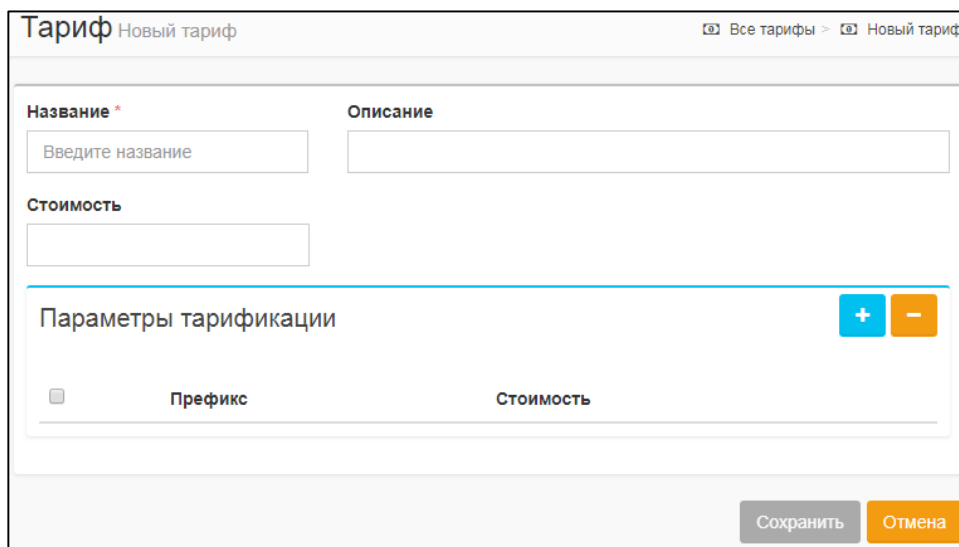 Тариф Новый тариф
Все тарифы > Новый тариф
Название * Описание
Введите название
Стоимость
Параметры тарификации + −
Префикс Стоимость
Сохранить Отмена